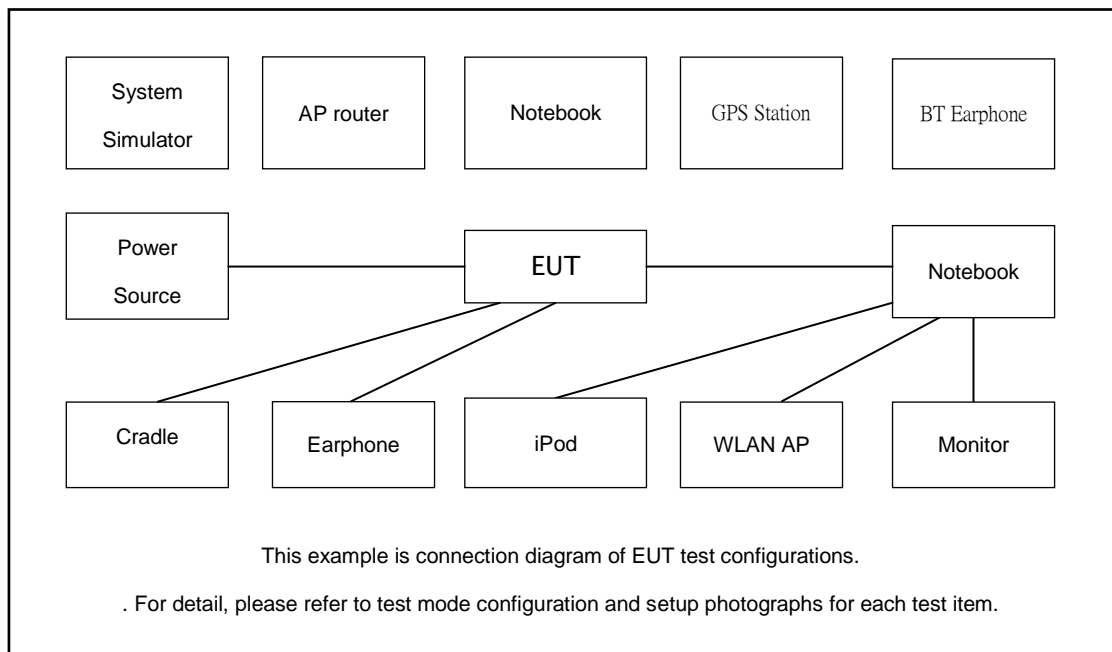 System
Simulator
AP router
Notebook
GPS Station
BT Earphone
Power
Source
EUT
Notebook
Cradle
Earphone
iPod
WLAN AP
Monitor
This example is connection diagram of EUT test configurations.
. For detail, please refer to test mode configuration and setup photographs for each test item.